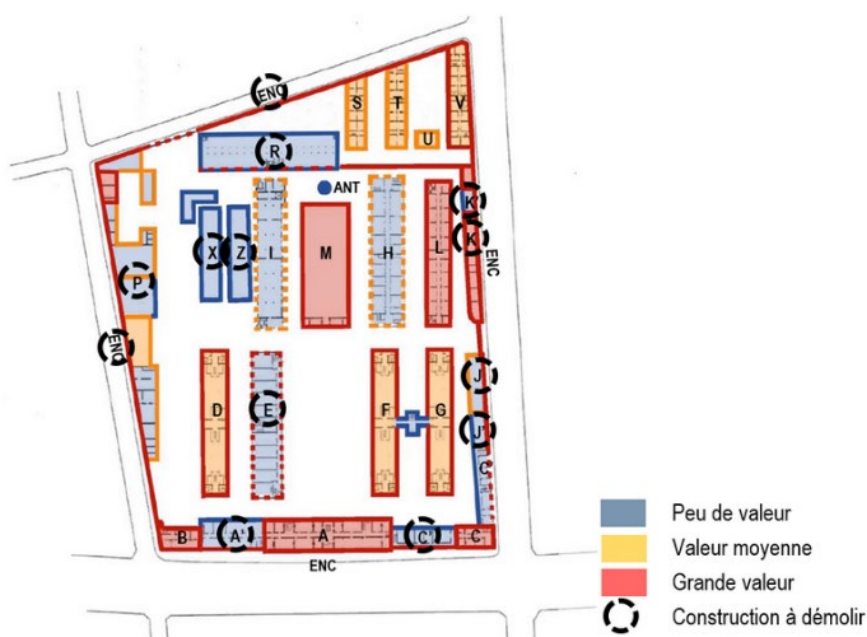 ENC
S
T
V
U
R
ANT
K'
X
Z
I
M
H
L
K
ENC
P
ENC
J
D
E
F
G
J'
C
B
A'
A
C'
C
ENC
Peu de valeur
Valeur moyenne
Grande valeur
Construction à démolir